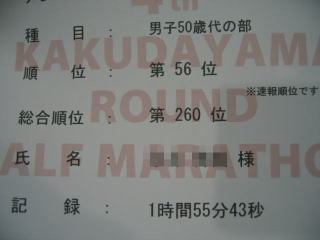 4th
種 目 : 男子50歳代の部
KAKUDAYAMA
順 位 : 第 56 位
※速報順位です
ROUND
総合順位: 第 260 位
ALF MARATHO
氏 名 : 様
記 録 : 1時間55分43秒